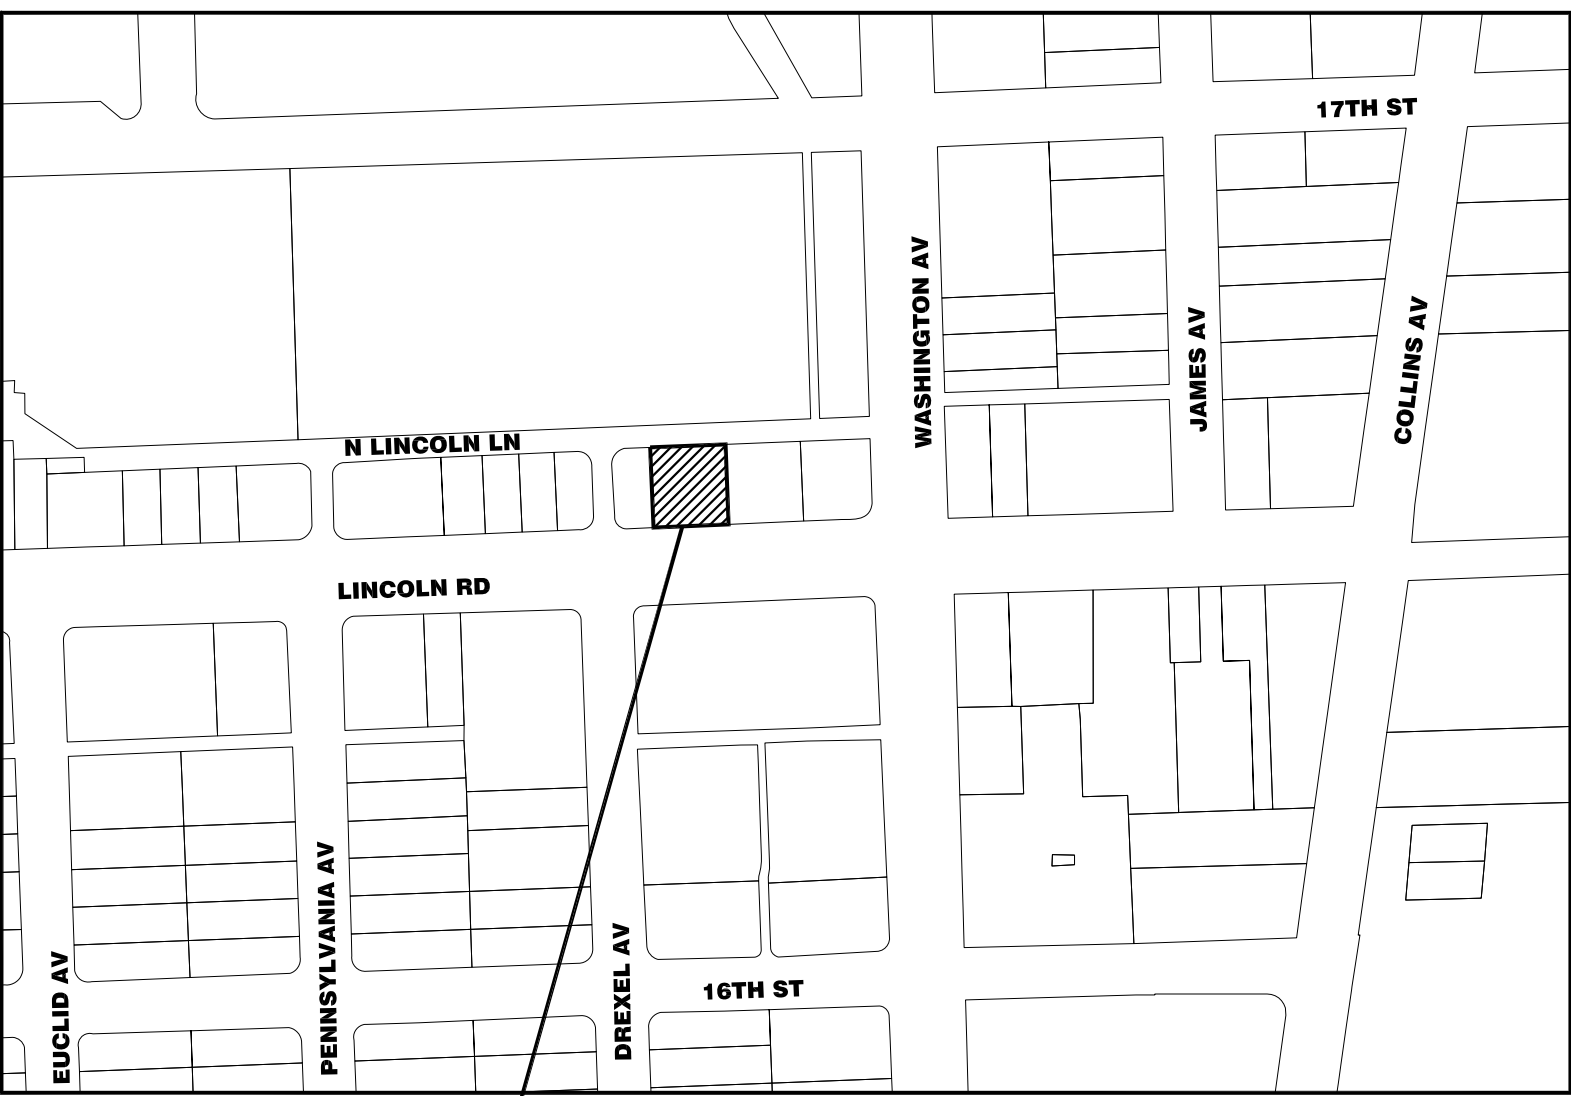 17TH ST
WASHINGTON AV
JAMES AV
COLLINS AV
N LINCOLN LN
LINCOLN RD
EUCLID AV
PENNSYLVANIA AV
DREXEL AV
16TH ST